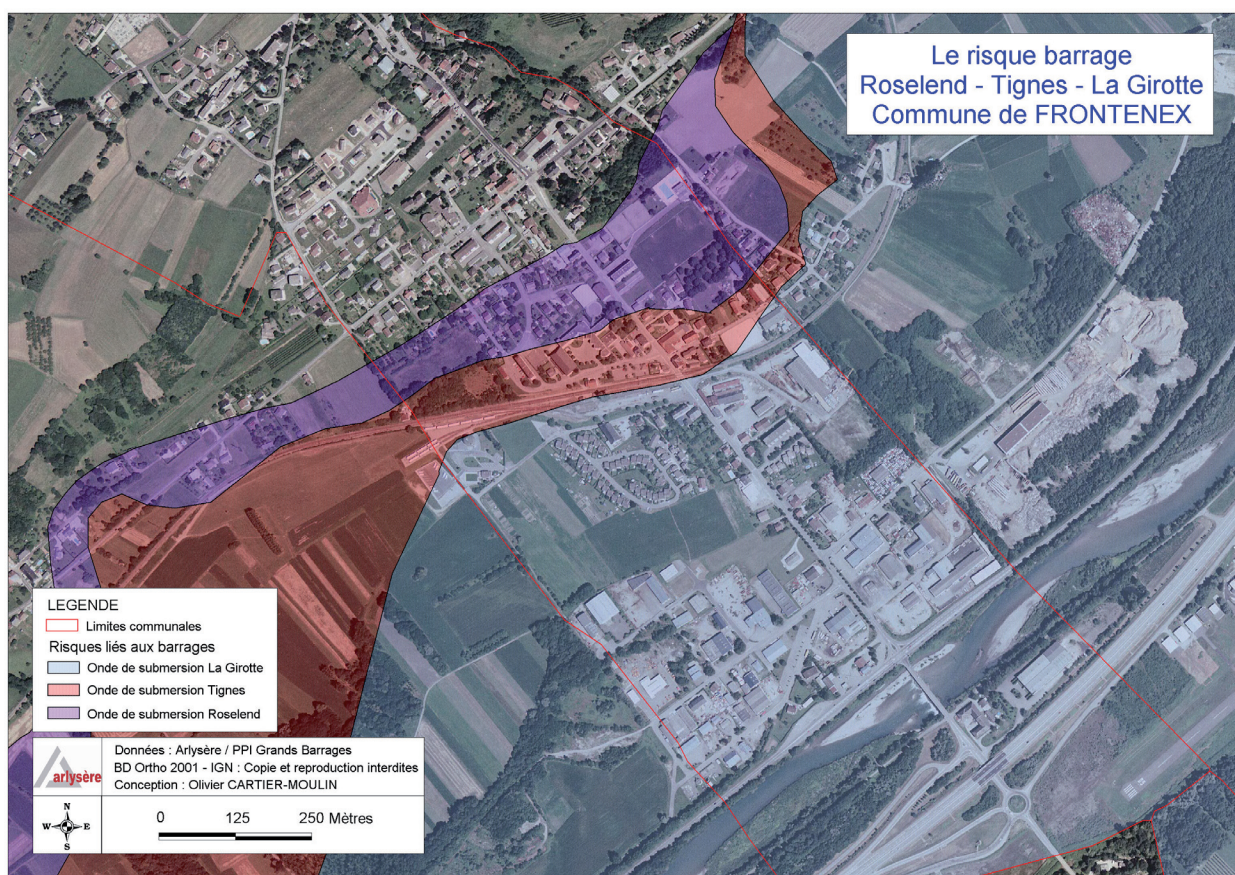 Le risque barrage
Roselend - Tignes - La Girotte
Commune de FRONTENEX
LEGENDE
Limites communales
Risques liés aux barrages
Onde de submersion La Girotte
Onde de submersion Tignes
Onde de submersion Roselend
arlysère
Données : Arlysère / PPI Grands Barrages
BD Ortho 2001 - IGN : Copie et reproduction interdites
Conception : Olivier CARTIER-MOULIN
N
W E
S
0 125 250 Mètres